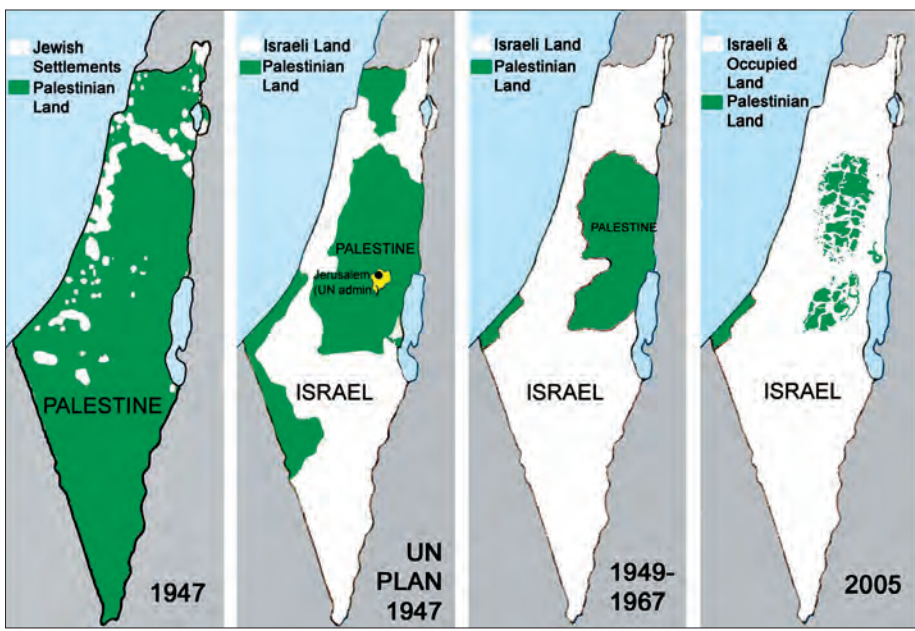 Jewish
Settlements
Palestinian
Land
PALESTINE
1947
Israeli Land
Palestinian
Land
PALESTINE
Jerusalem
(UN admin.)
ISRAEL
UN
PLAN
1947
Israeli Land
Palestinian
Land
PALESTINE
ISRAEL
1949-
1967
Israeli &
Occupied
Land
Palestinian
Land
ISRAEL
2005